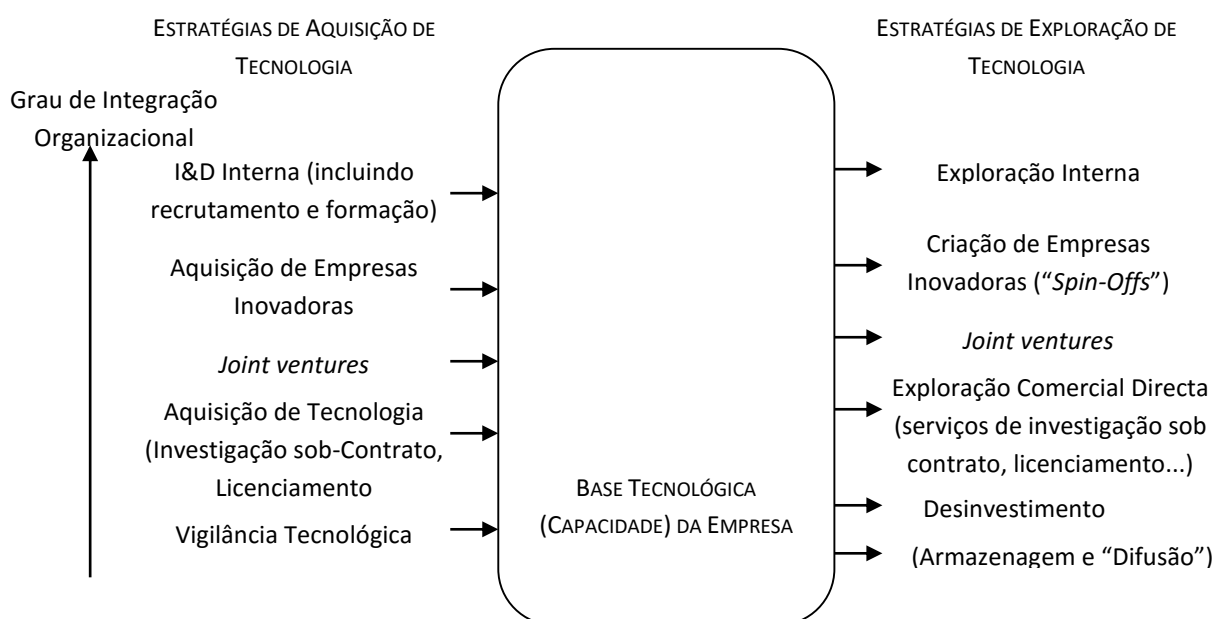 ESTRATÉGIAS DE AQUISIÇÃO DE
TECNOLOGIA
Grau de Integração
Organizacional
I&D Interna (incluindo
recrutamento e formação)
Aquisição de Empresas
Inovadoras
Joint ventures
Aquisição de Tecnologia
(Investigação sob-Contrato,
Licenciamento
Vigilância Tecnológica
BASE TECNOLÓGICA
(CAPACIDADE) DA EMPRESA
ESTRATÉGIAS DE EXPLORAÇÃO DE
TECNOLOGIA
Exploração Interna
Criação de Empresas
Inovadoras (“Spin-Offs”)
Joint ventures
Exploração Comercial Directa
(serviços de investigação sob
contrato, licenciamento...)
Desinvestimento
(Armazenagem e “Difusão”)